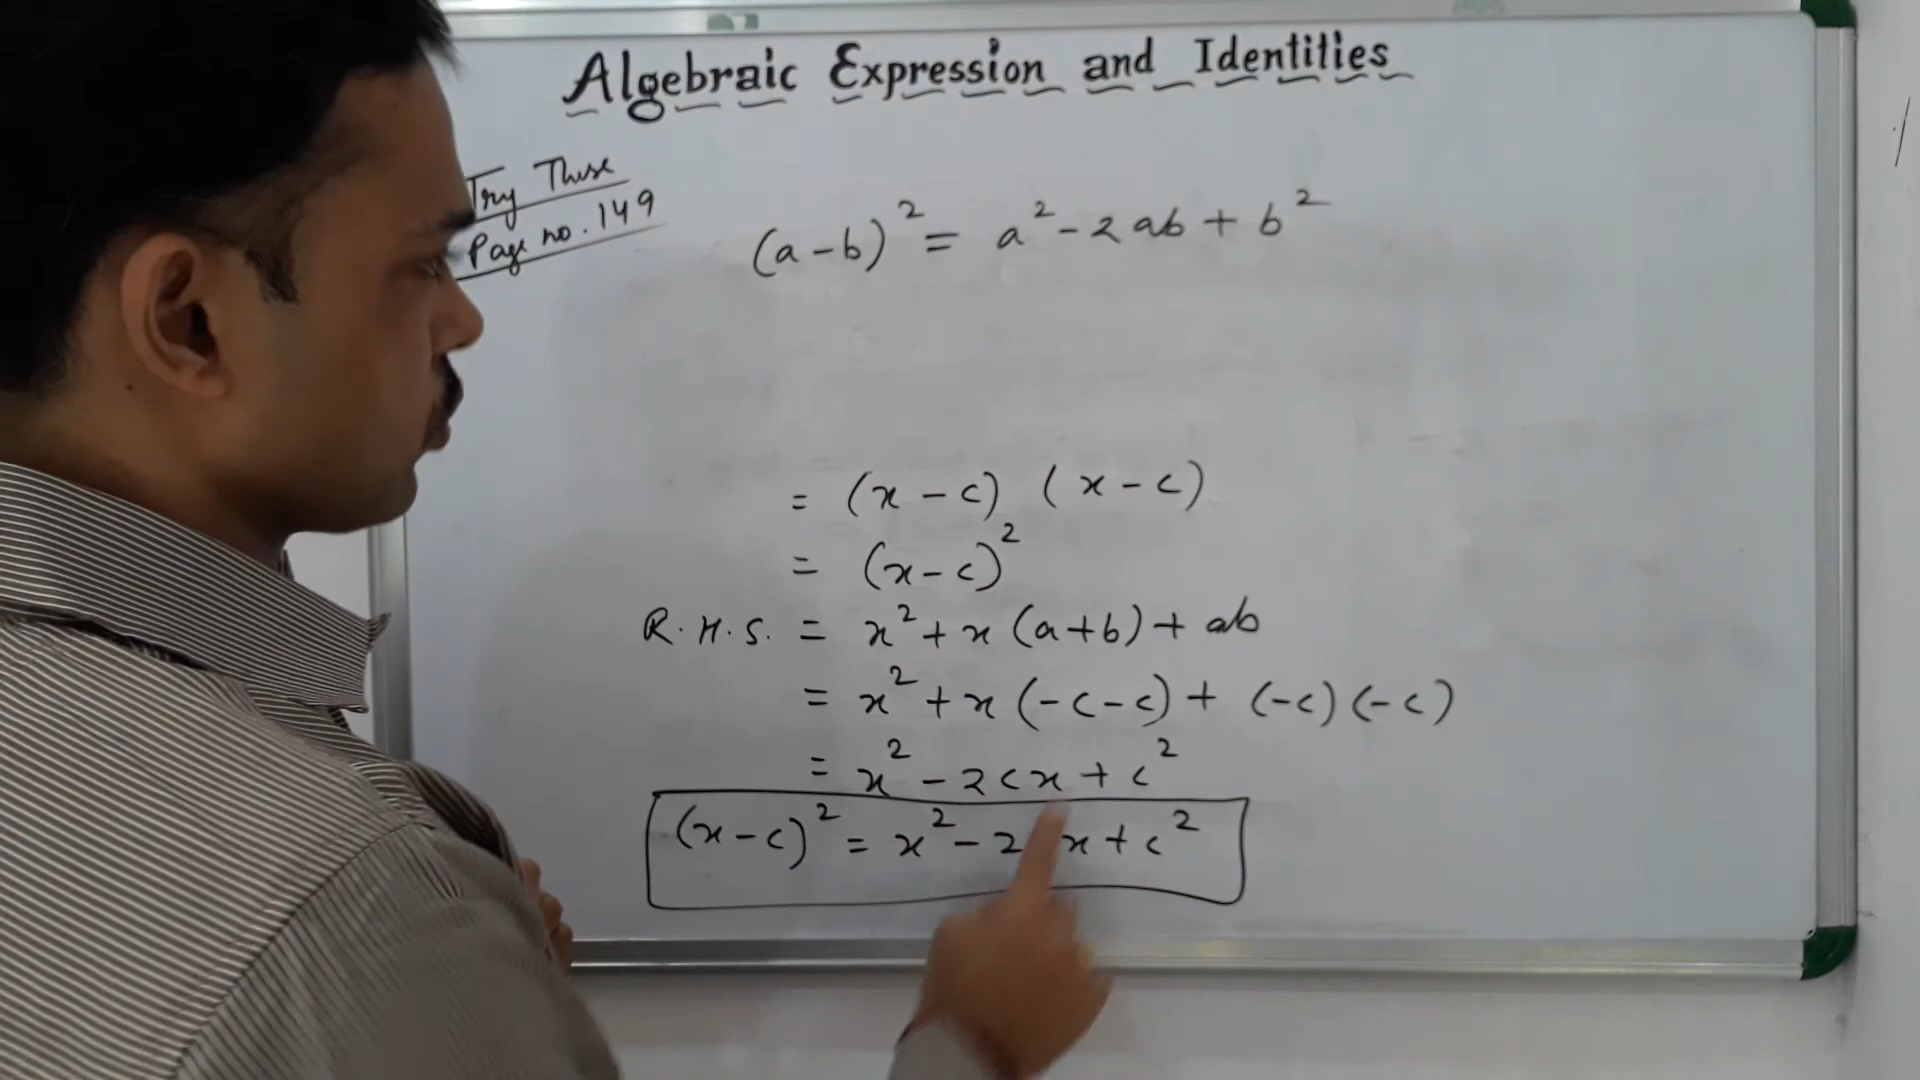 Algebraic Expression and Identities
Try These
Page no. 149
(a-b)² = a² - 2ab + b²
= (x-c) (x-c)
= (x-c)²
R.H.S. = x² + x (a+b) + ab
= x² + x (-c-c) + (-c) (-c)
= x² - 2cx + c²
(x-c)² = x² - 2 x + c²